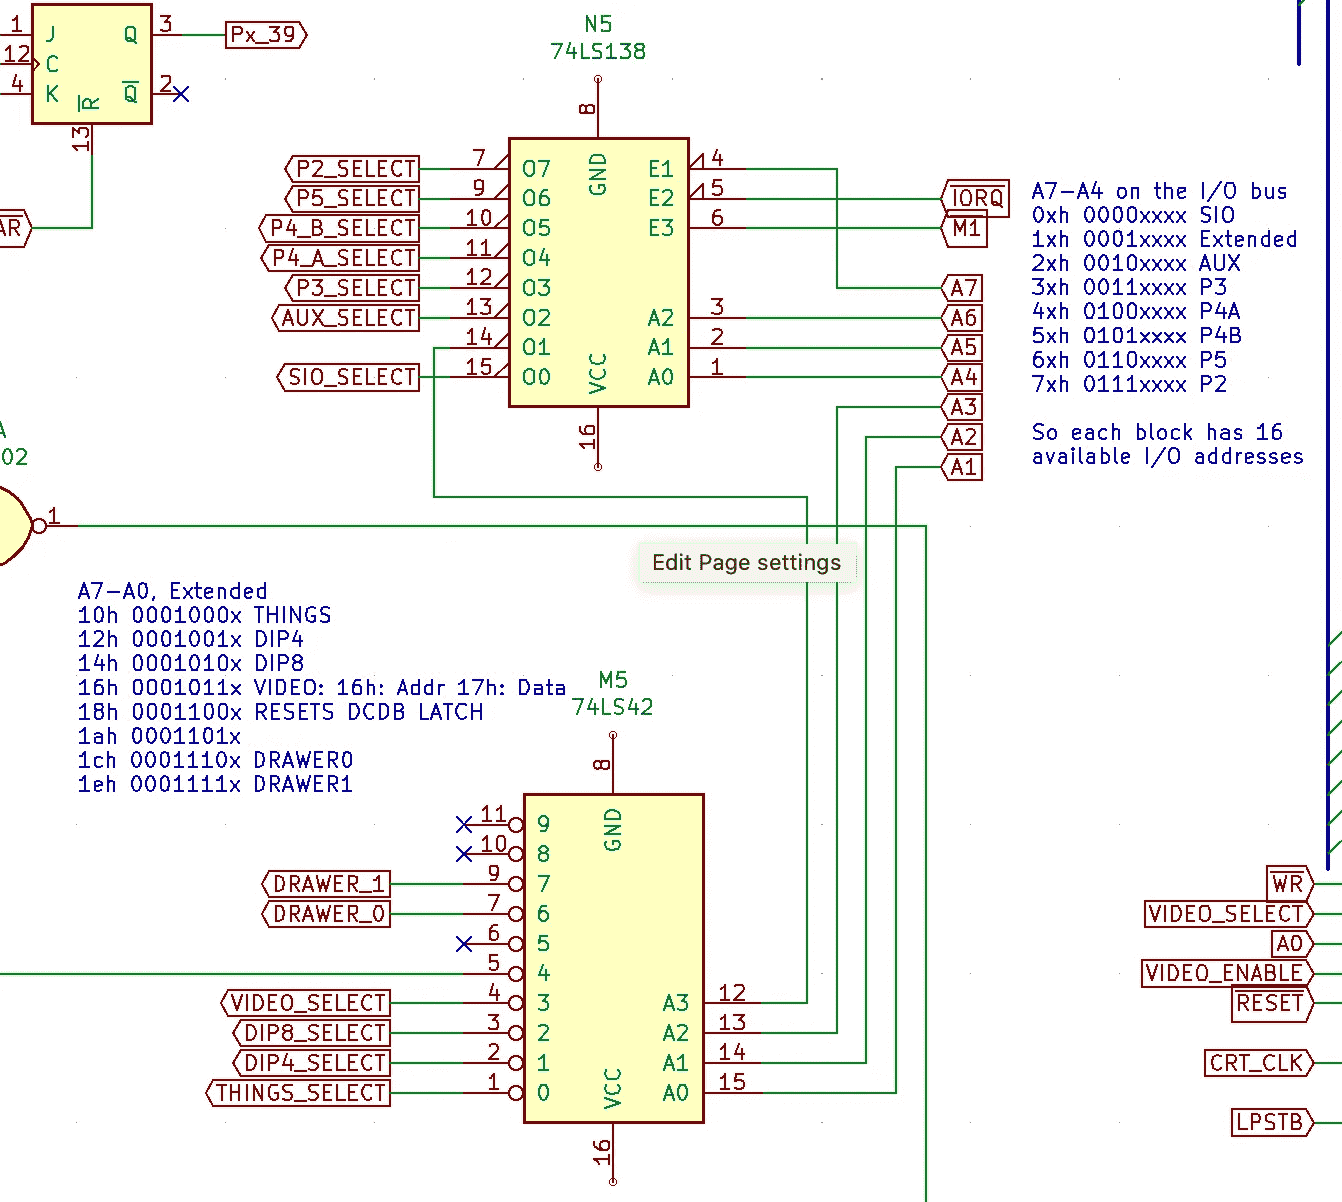 1 J Q 3 Px_39
12 C
4 K R Q 2
13
AR
N5
74LS138
8
GND
P2_SELECT 7 O7 E1 4
P5_SELECT 9 O6 E2 5 IORQ
P4_B_SELECT 10 O5 E3 6 M1
P4_A_SELECT 11 O4
P3_SELECT 12 O3 A7
AUX_SELECT 13 O2 A2 3 A6
14 O1 A1 2 A5
SIO_SELECT 15 O0 A0 1 A4
VCC
16
A3
A2
A1
A7-A4 on the I/O bus
0xh 0000xxxx SIO
1xh 0001xxxx Extended
2xh 0010xxxx AUX
3xh 0011xxxx P3
4xh 0100xxxx P4A
5xh 0101xxxx P4B
6xh 0110xxxx P5
7xh 0111xxxx P2
So each block has 16
available I/O addresses
A
02
1
Edit Page settings
A7-A0, Extended
10h 0001000x THINGS
12h 0001001x DIP4
14h 0001010x DIP8
16h 0001011x VIDEO: 16h: Addr 17h: Data
18h 0001100x RESETS DCDB LATCH
1ah 0001101x
1ch 0001110x DRAWER0
1eh 0001111x DRAWER1
M5
74LS42
8
GND
11 9
10 8
DRAWER_1 9 7
DRAWER_0 7 6
6 5
5 4
VIDEO_SELECT 4 3 A3 12
DIP8_SELECT 3 2 A2 13
DIP4_SELECT 2 1 A1 14
THINGS_SELECT 1 0 A0 15
VCC
16
WR
VIDEO_SELECT
A0
VIDEO_ENABLE
RESET
CRT_CLK
LPSTB